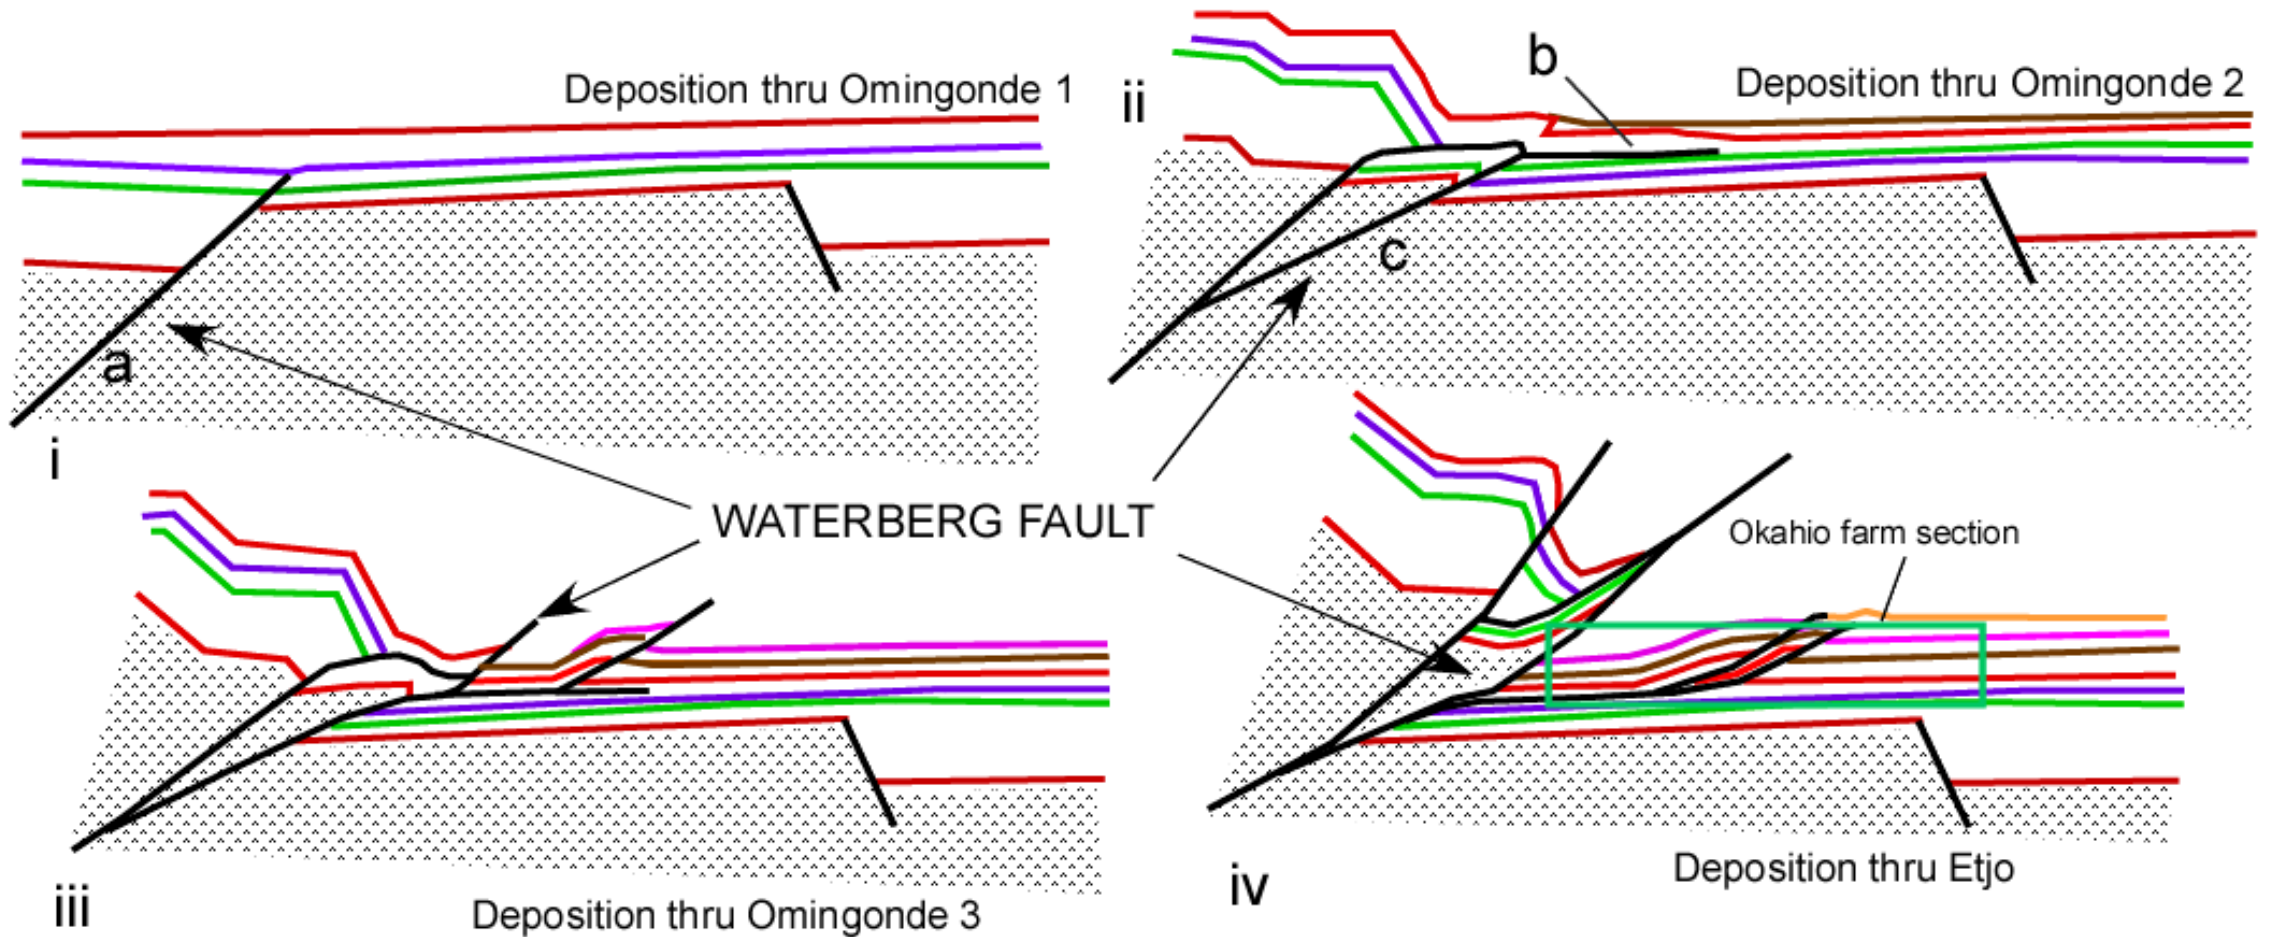 Deposition thru Omingonde 1
a
i
b
ii
Deposition thru Omingonde 2
c
WATERBERG FAULT
iii
Deposition thru Omingonde 3
Okahio farm section
iv
Deposition thru Etjo